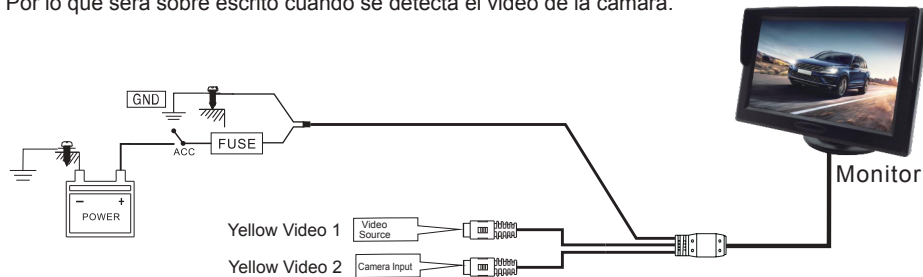 Por lo que será sobre escrito cuando se detecta el video de la cámara.
GND
ACC
FUSE
Monitor
- +
POWER
Yellow Video 1
Video
Source
Yellow Video 2
Camera Input